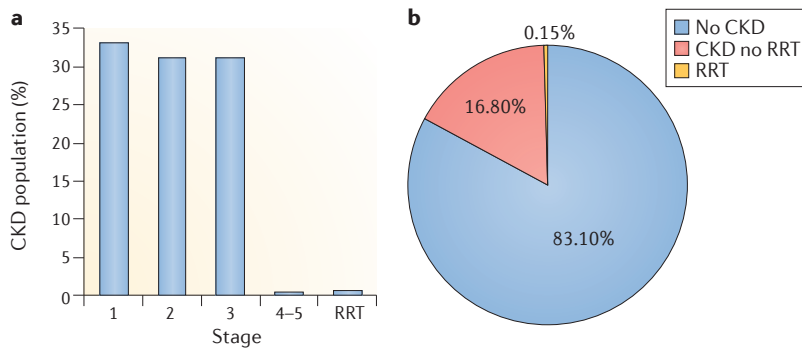 a
CKD population (%)
35
30
25
20
15
10
5
0
1 2 3 4–5 RRT
Stage
b
No CKD
CKD no RRT
RRT
0.15%
16.80%
83.10%